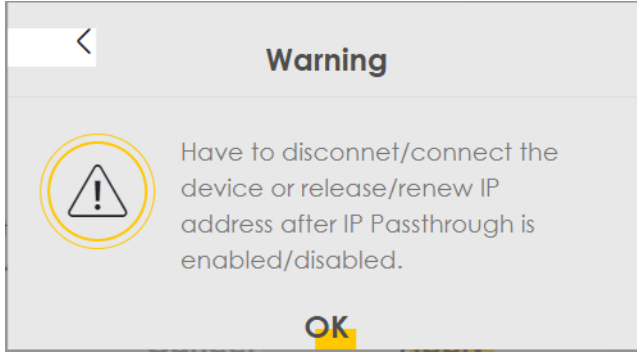 Warning
Have to disconnet/connect the
device or release/renew IP
address after IP Passthrough is
enabled/disabled.
OK